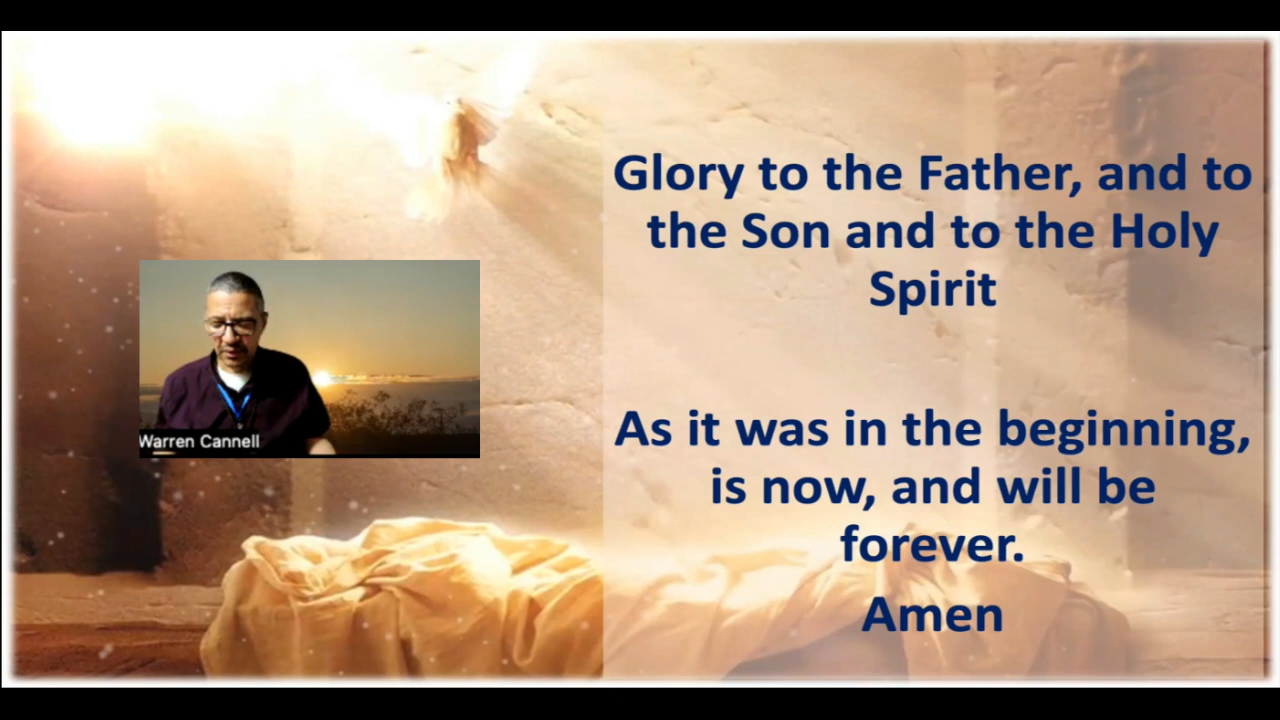 Glory to the Father, and to
the Son and to the Holy
Spirit
Warren Cannell
As it was in the beginning,
is now, and will be
forever.
Amen